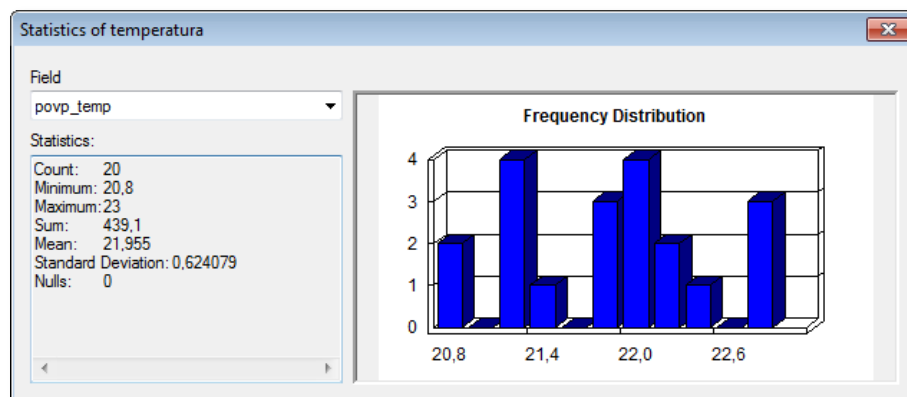 Statistics of temperatura
Field
povp_temp
Statistics:
Count: 20
Minimum: 20,8
Maximum: 23
Sum: 439,1
Mean: 21,955
Standard Deviation: 0,624079
Nulls: 0
Frequency Distribution
4
3
2
1
0
20,8 21,4 22,0 22,6